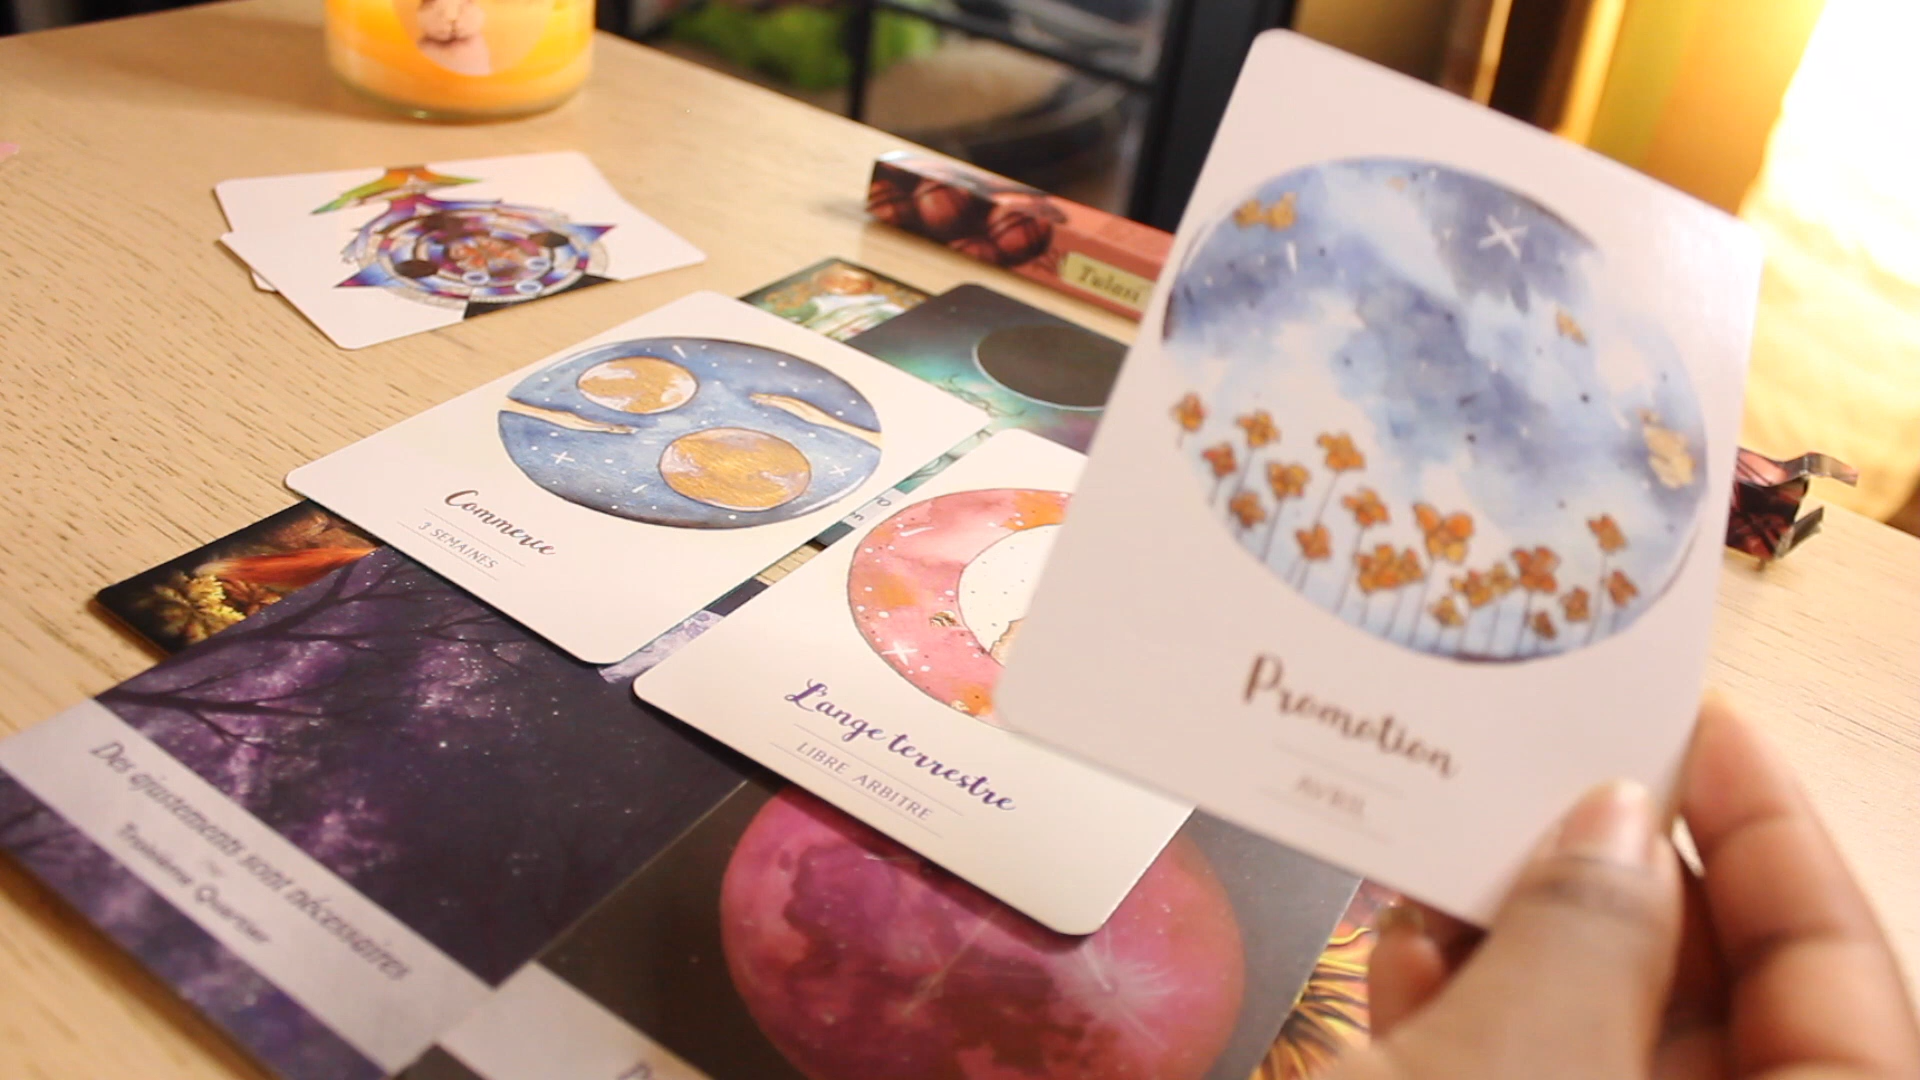 Tulasi
Commerce
3 SEMAINES
L'ange terrestre
LIBRE ARBITRE
Promotion
AVRIL
Des ajustements sont nécessaires
Troisième Quartier